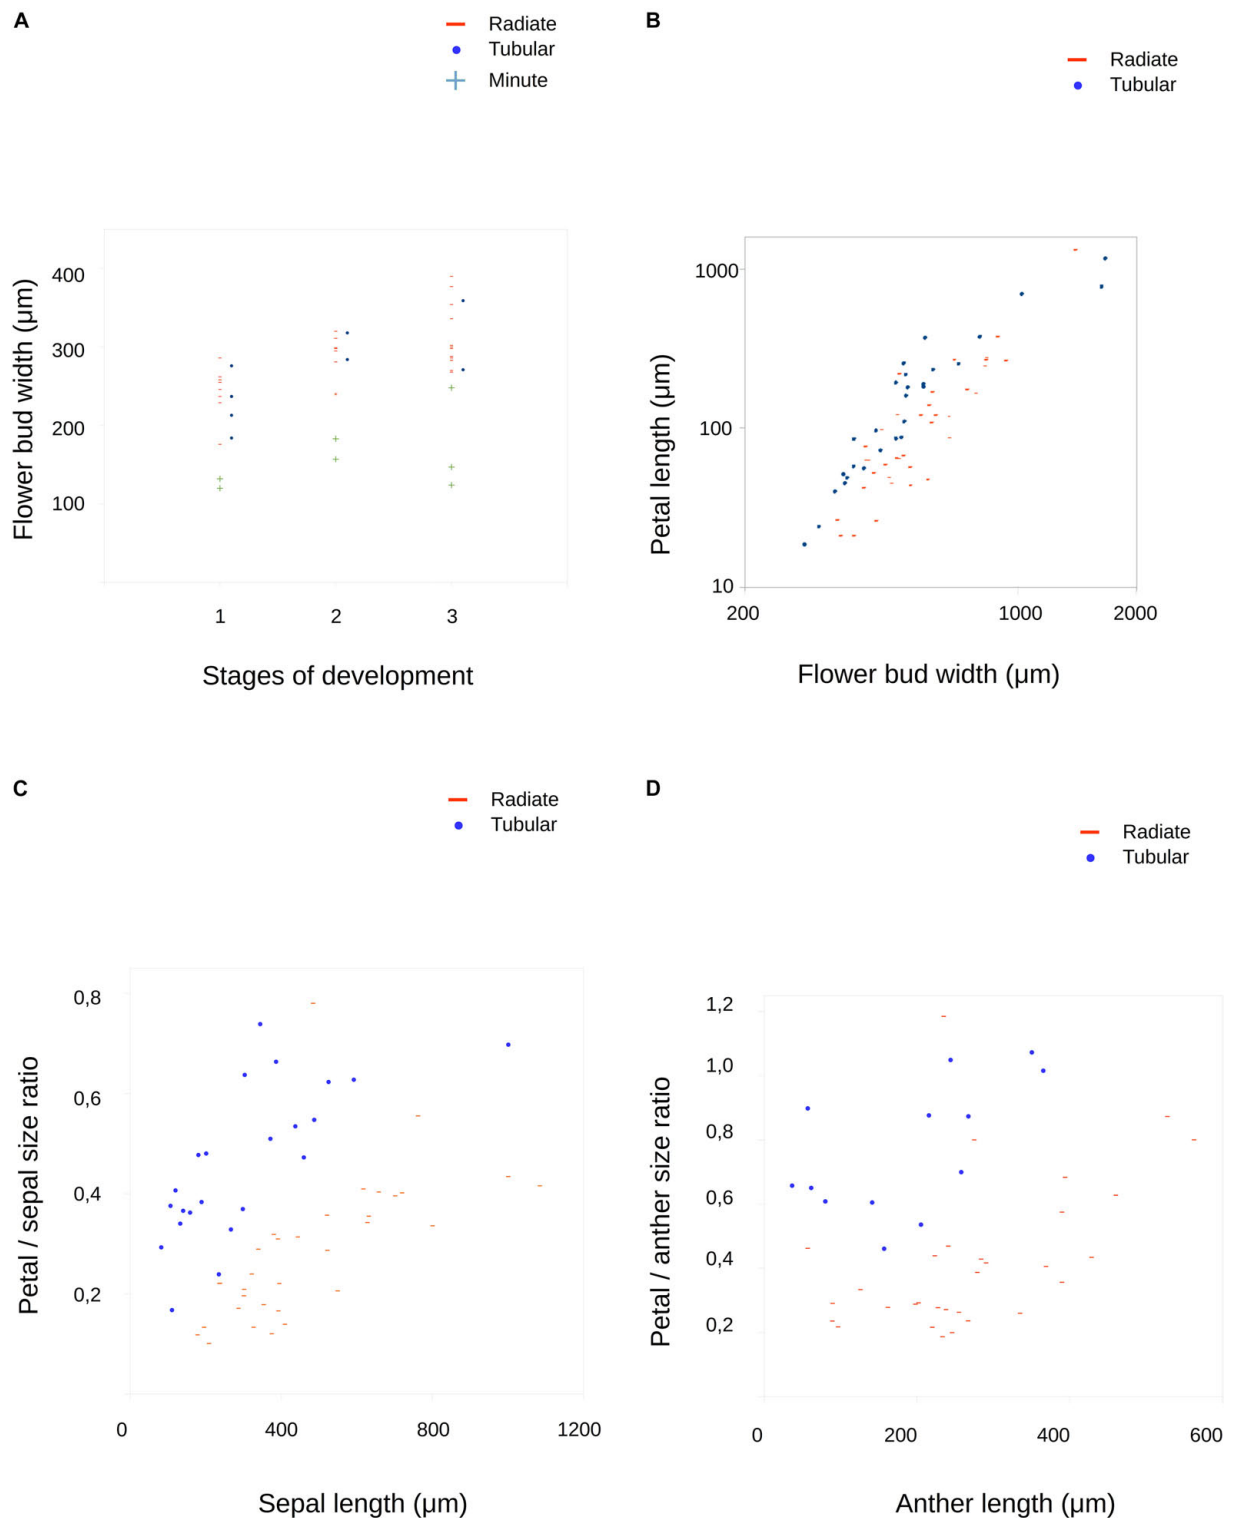 A
Radiate
Tubular
Minute
400
300
200
100
Flower bud width (μm)
1
2
3
Stages of development
B
Radiate
Tubular
1000
100
10
Petal length (μm)
200
1000
2000
Flower bud width (μm)
C
Radiate
Tubular
0,8
0,6
0,4
0,2
Petal / sepal size ratio
0
400
800
1200
Sepal length (μm)
D
Radiate
Tubular
1,2
1,0
0,8
0,6
0,4
0,2
Petal / anther size ratio
0
200
400
600
Anther length (μm)